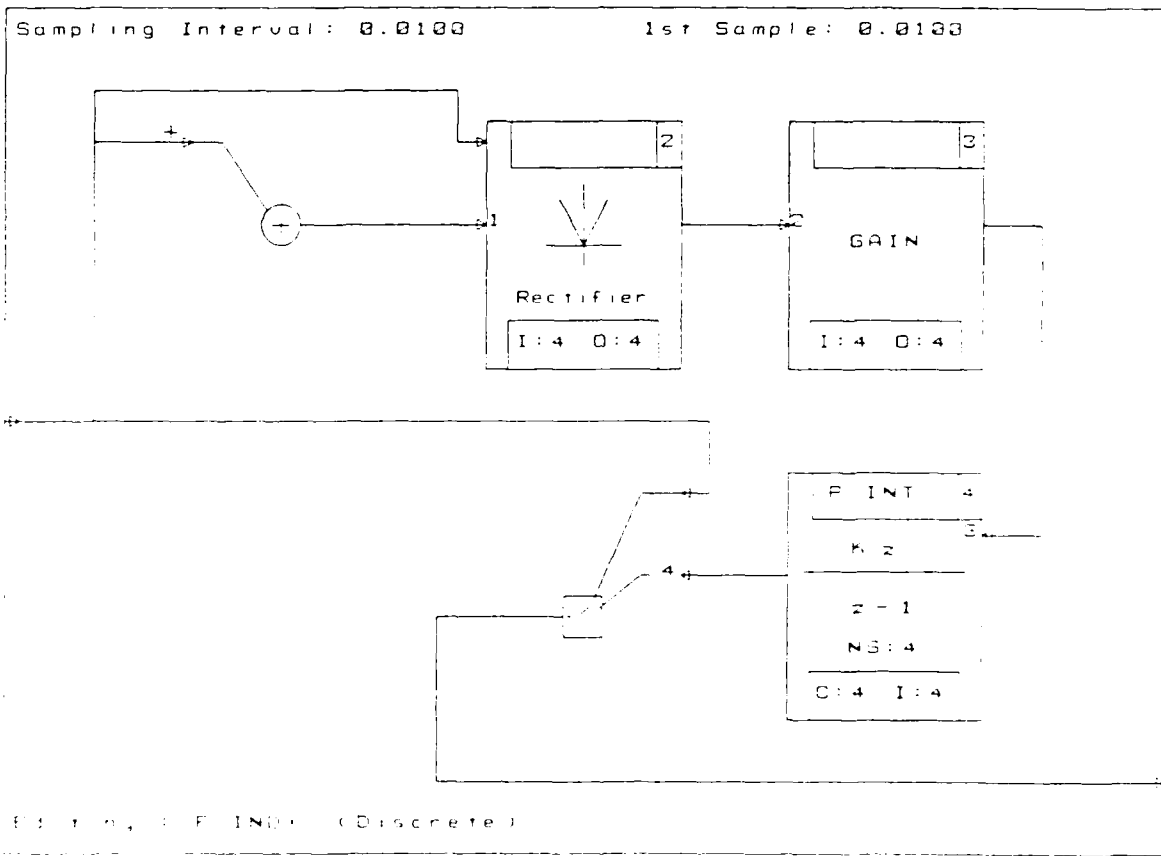 Sampling Interval: 0.0100 1st Sample: 0.0100
+
2
3
1
2
+
GAIN
Rectifier
I:4 O:4
I:4 O:4
INT 4
3
K z
4
z-1
NS:4
O:4 I:4
(Discrete)